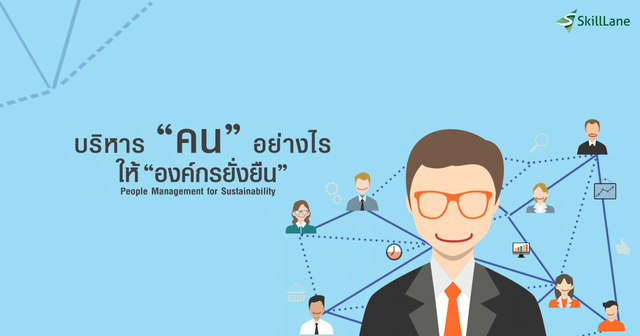 SkillLane
บริหาร “คน” อย่างไร
ให้ “องค์กรยั่งยืน”
People Management for Sustainability